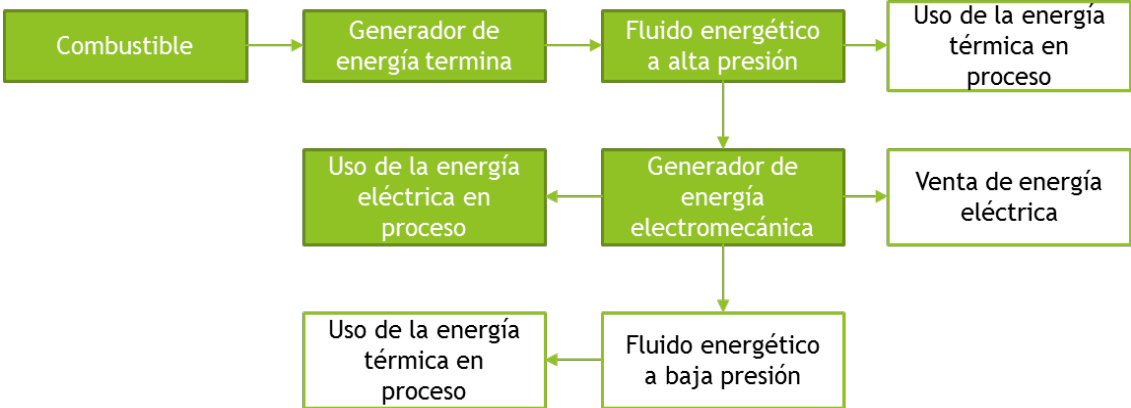 Combustible
Generador de
energía termina
Fluido energético
a alta presión
Uso de la energía
térmica en
proceso
Uso de la energía
eléctrica en
proceso
Generador de
energía
electromecánica
Venta de energía
eléctrica
Uso de la energía
térmica en
proceso
Fluido energético
a baja presión